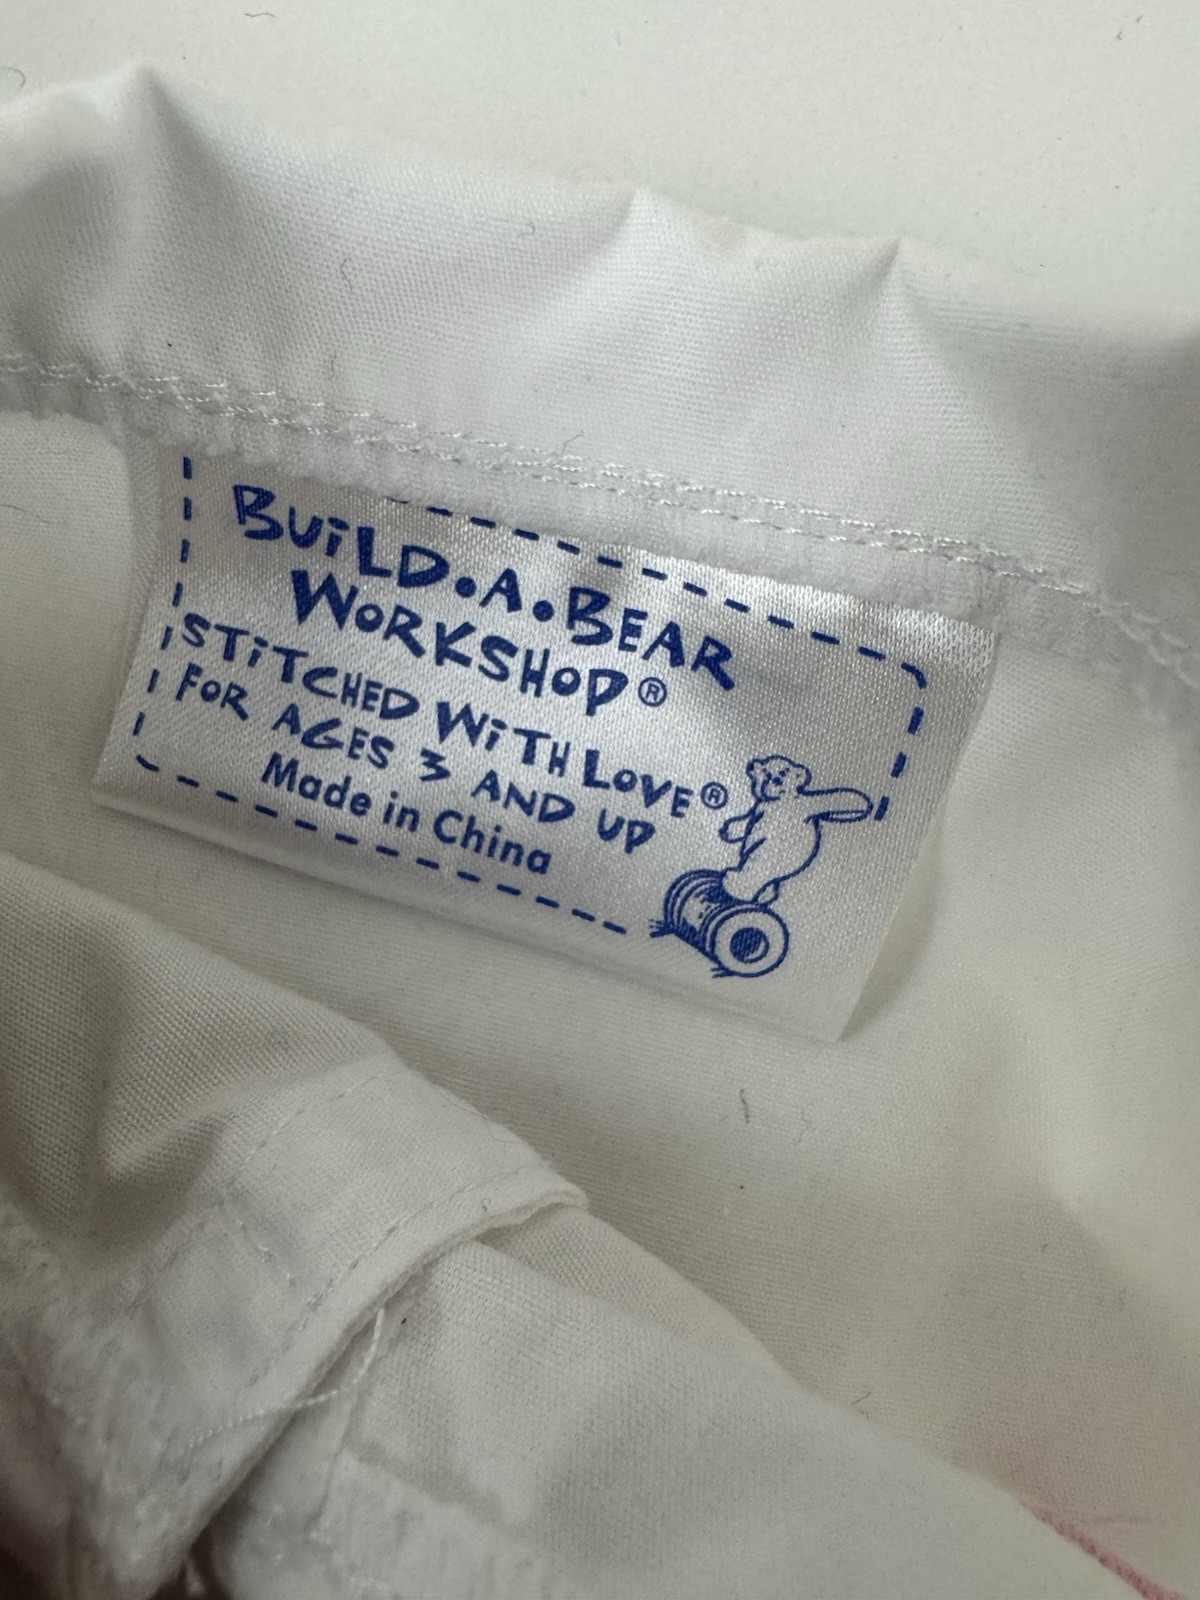 BUiLD•A•BEAR
WORKSHOP®
STiTCHED WiTH LOVE®
FOR AGES 3 AND UP
Made in China